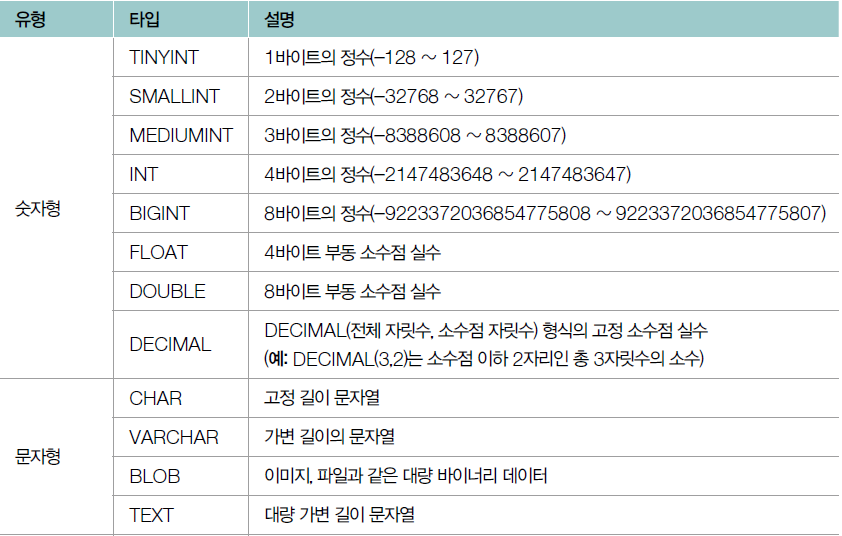 유형 타입 설명
숫자형
TINYINT 1바이트의 정수(-128 ~ 127)
SMALLINT 2바이트의 정수(-32768 ~ 32767)
MEDIUMINT 3바이트의 정수(-8388608 ~ 8388607)
INT 4바이트의 정수(-2147483648 ~ 2147483647)
BIGINT 8바이트의 정수(-9223372036854775808 ~ 9223372036854775807)
FLOAT 4바이트 부동 소수점 실수
DOUBLE 8바이트 부동 소수점 실수
DECIMAL DECIMAL(전체 자릿수, 소수점 자릿수) 형식의 고정 소수점 실수
(예: DECIMAL(3,2)는 소수점 이하 2자리인 총 3자릿수의 소수)
문자형
CHAR 고정 길이 문자열
VARCHAR 가변 길이의 문자열
BLOB 이미지, 파일과 같은 대량 바이너리 데이터
TEXT 대량 가변 길이 문자열